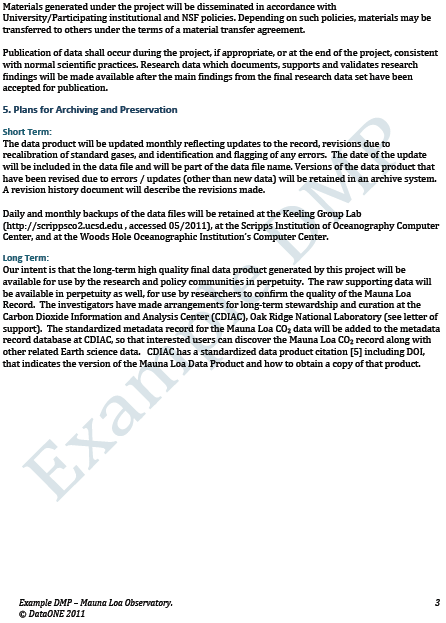 Materials generated under the project will be disseminated in accordance with
University/Participating institutional and NSF policies. Depending on such policies, materials may be
transferred to others under the terms of a material transfer agreement.
Publication of data shall occur during the project, if appropriate, or at the end of the project, consistent
with normal scientific practices. Research data which documents, supports and validates research
findings will be made available after the main findings from the final research data set have been
accepted for publication.
5. Plans for Archiving and Preservation
Short Term:
The data product will be updated monthly reflecting updates to the record, revisions due to
recalibration of standard gases, and identification and flagging of any errors. The date of the update
will be included in the data file and will be part of the data file name. Versions of the data product that
have been revised due to errors / updates (other than new data) will be retained in an archive system.
A revision history document will describe the revisions made.
Daily and monthly backups of the data files will be retained at the Keeling Group Lab
(http://scrippsco2.ucsd.edu , accessed 05/2011), at the Scripps Institution of Oceanography Computer
Center, and at the Woods Hole Oceanographic Institution's Computer Center.
Long Term:
Our intent is that the long-term high quality final data product generated by this project will be
available for use by the research and policy communities in perpetuity. The raw supporting data will
be available in perpetuity as well, for use by researchers to confirm the quality of the Mauna Loa
Record. The investigators have made arrangements for long-term stewardship and curation at the
Carbon Dioxide Information and Analysis Center (CDIAC), Oak Ridge National Laboratory (see letter of
support). The standardized metadata record for the Mauna Loa CO₂ data will be added to the metadata
record database at CDIAC, so that interested users can discover the Mauna Loa CO₂ record along with
other related Earth science data. CDIAC has a standardized data product citation [5] including DOI,
that indicates the version of the Mauna Loa Data Product and how to obtain a copy of that product.
Example DMP
Example DMP – Mauna Loa Observatory. 3
© DataONE 2011